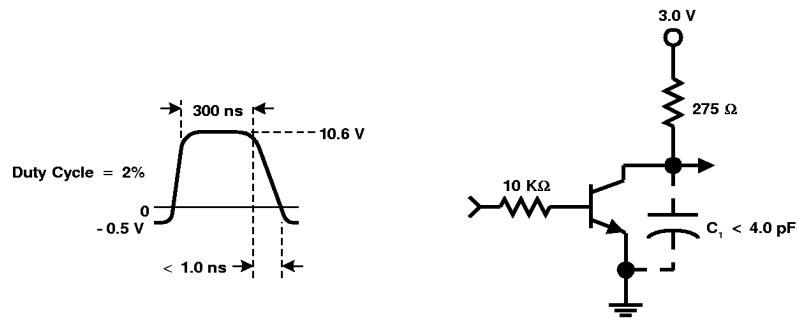 3.0 V
300 ns
275 Ω
10.6 V
Duty Cycle = 2%
10 KΩ
0
- 0.5 V
C₁ < 4.0 pF
< 1.0 ns